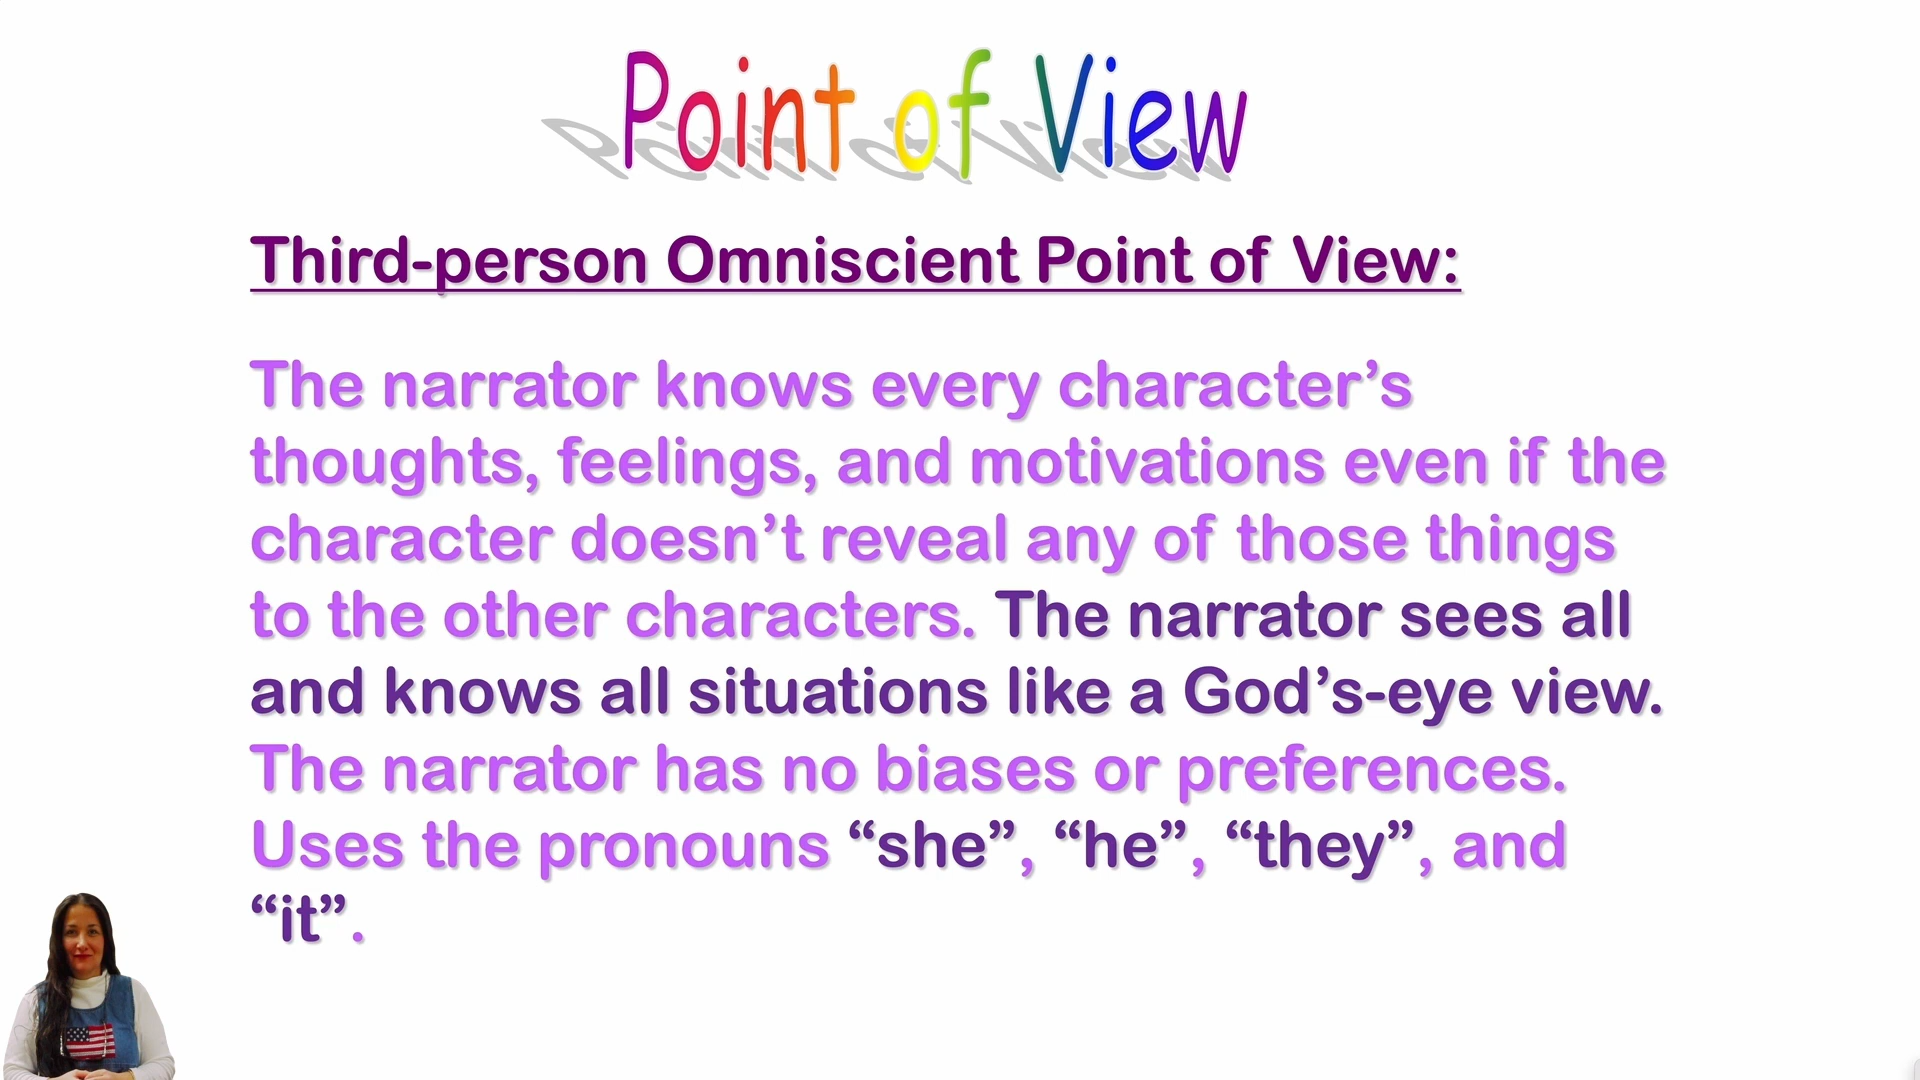 Point of View
Third-person Omniscient Point of View:
The narrator knows every character’s
thoughts, feelings, and motivations even if the
character doesn’t reveal any of those things
to the other characters. The narrator sees all
and knows all situations like a God’s-eye view.
The narrator has no biases or preferences.
Uses the pronouns “she”, “he”, “they”, and
“it”.